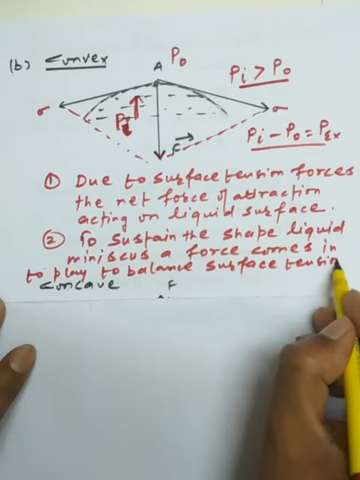 (b) Convex
A P₀
Pi > P₀
σ σ
Pi
F
Pi - P₀ = PEx
① Due to surface tension forces
the net force of attraction
acting on liquid surface.
② To sustain the shape liquid
miniscus a force comes in
to play to balance surface tension
Concave F